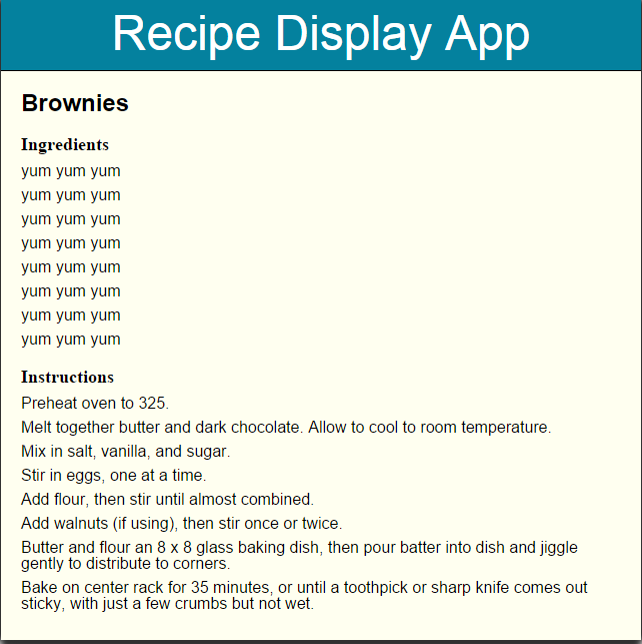 Recipe Display App
Brownies
Ingredients
yum yum yum
yum yum yum
yum yum yum
yum yum yum
yum yum yum
yum yum yum
yum yum yum
yum yum yum
Instructions
Preheat oven to 325.
Melt together butter and dark chocolate. Allow to cool to room temperature.
Mix in salt, vanilla, and sugar.
Stir in eggs, one at a time.
Add flour, then stir until almost combined.
Add walnuts (if using), then stir once or twice.
Butter and flour an 8 x 8 glass baking dish, then pour batter into dish and jiggle
gently to distribute to corners.
Bake on center rack for 35 minutes, or until a toothpick or sharp knife comes out
sticky, with just a few crumbs but not wet.